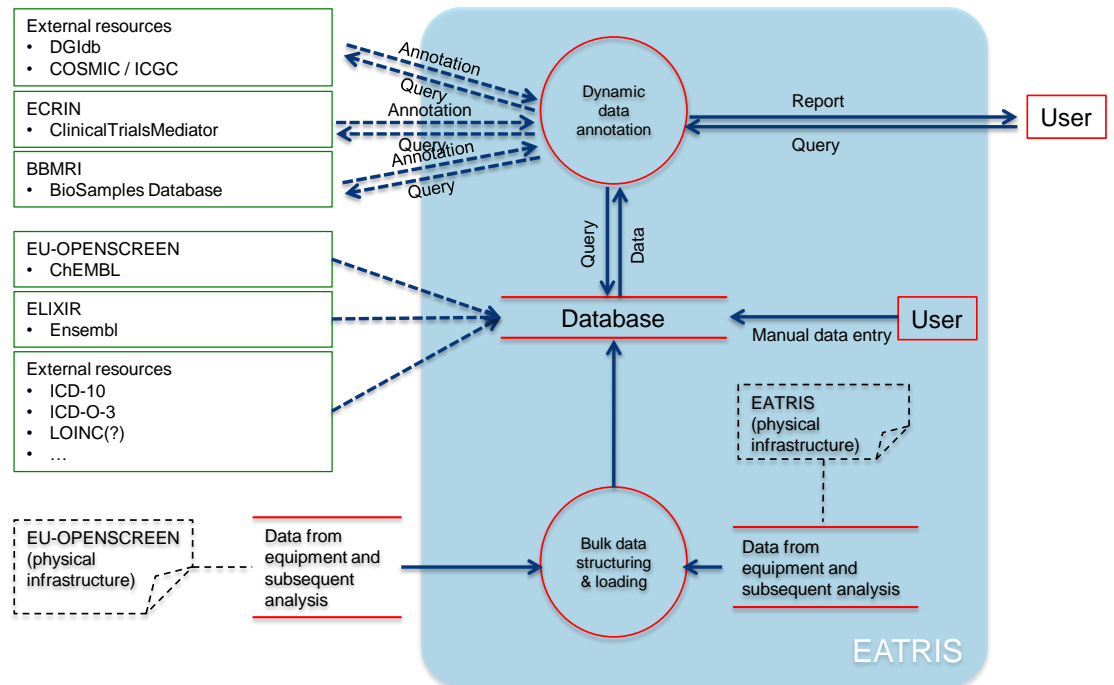 External resources
• DGIdb
• COSMIC / ICGC
ECRIN
• ClinicalTrialsMediator
BBMRI
• BioSamples Database
Annotation
Query
Annotation
Query
Annotation
Query
Dynamic
data
annotation
Report
Query
User
Query
Data
EU-OPENSCREEN
• ChEMBL
ELIXIR
• Ensembl
External resources
• ICD-10
• ICD-O-3
• LOINC(?)
• …
Database
Manual data entry
User
EATRIS
(physical
infrastructure)
EU-OPENSCREEN
(physical
infrastructure)
Data from
equipment and
subsequent
analysis
Bulk data
structuring
& loading
Data from
equipment and
subsequent analysis
EATRIS